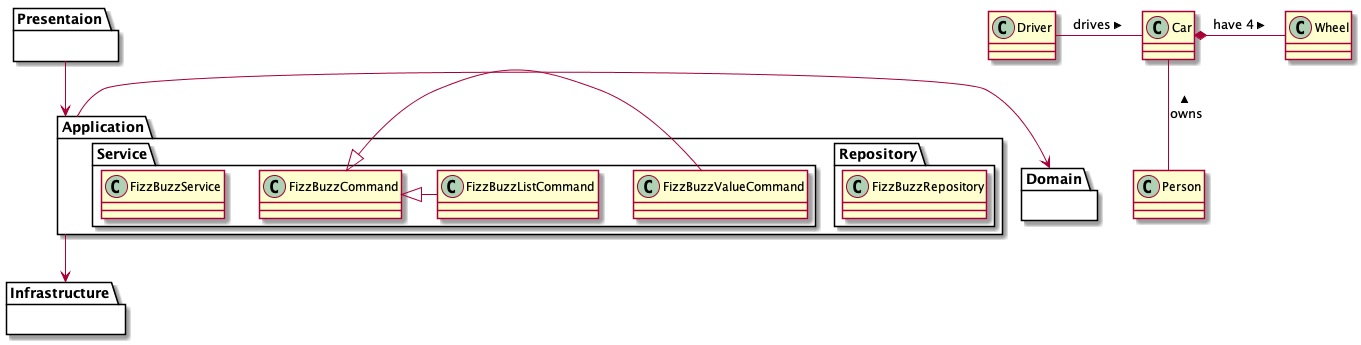 Presentaion
C Driver
drives ►
C Car
have 4 ►
C Wheel
▲
owns
Application
Service
C FizzBuzzService
C FizzBuzzCommand
C FizzBuzzListCommand
C FizzBuzzValueCommand
Repository
C FizzBuzzRepository
Domain
C Person
Infrastructure